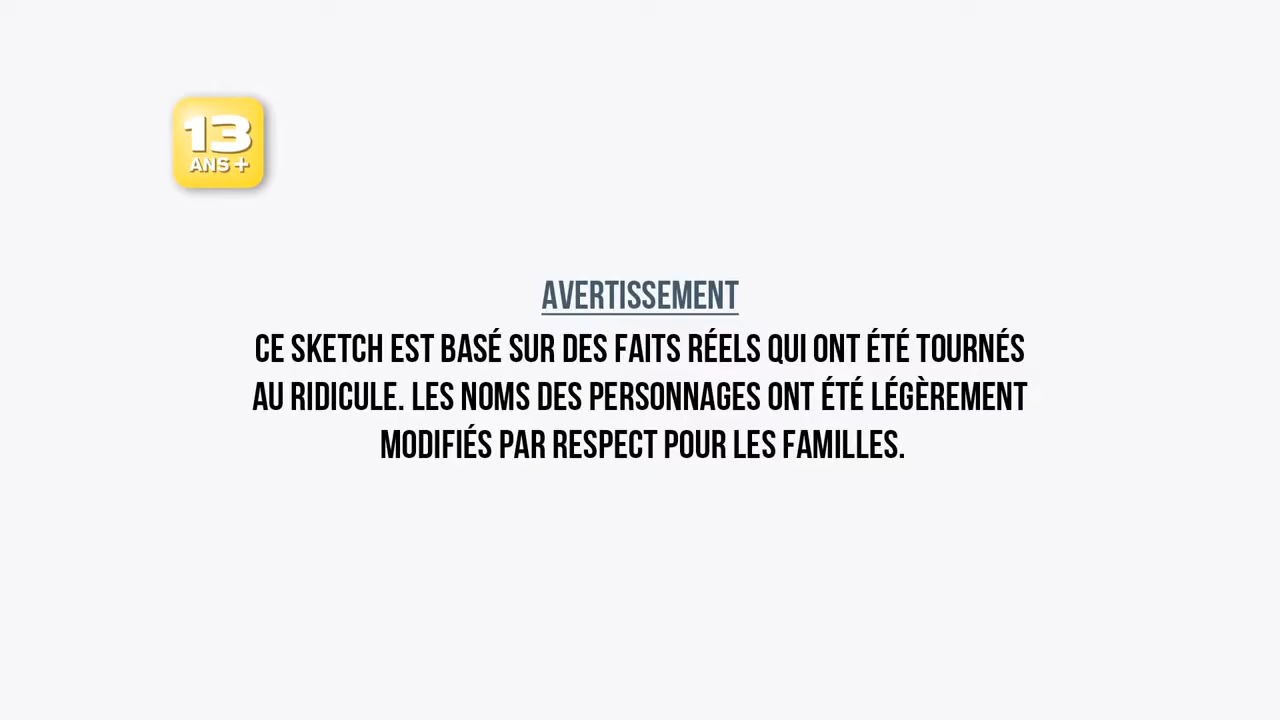 13
ANS+
AVERTISSEMENT
CE SKETCH EST BASÉ SUR DES FAITS RÉELS QUI ONT ÉTÉ TOURNÉS
AU RIDICULE. LES NOMS DES PERSONNAGES ONT ÉTÉ LÉGÈREMENT
MODIFIÉS PAR RESPECT POUR LES FAMILLES.